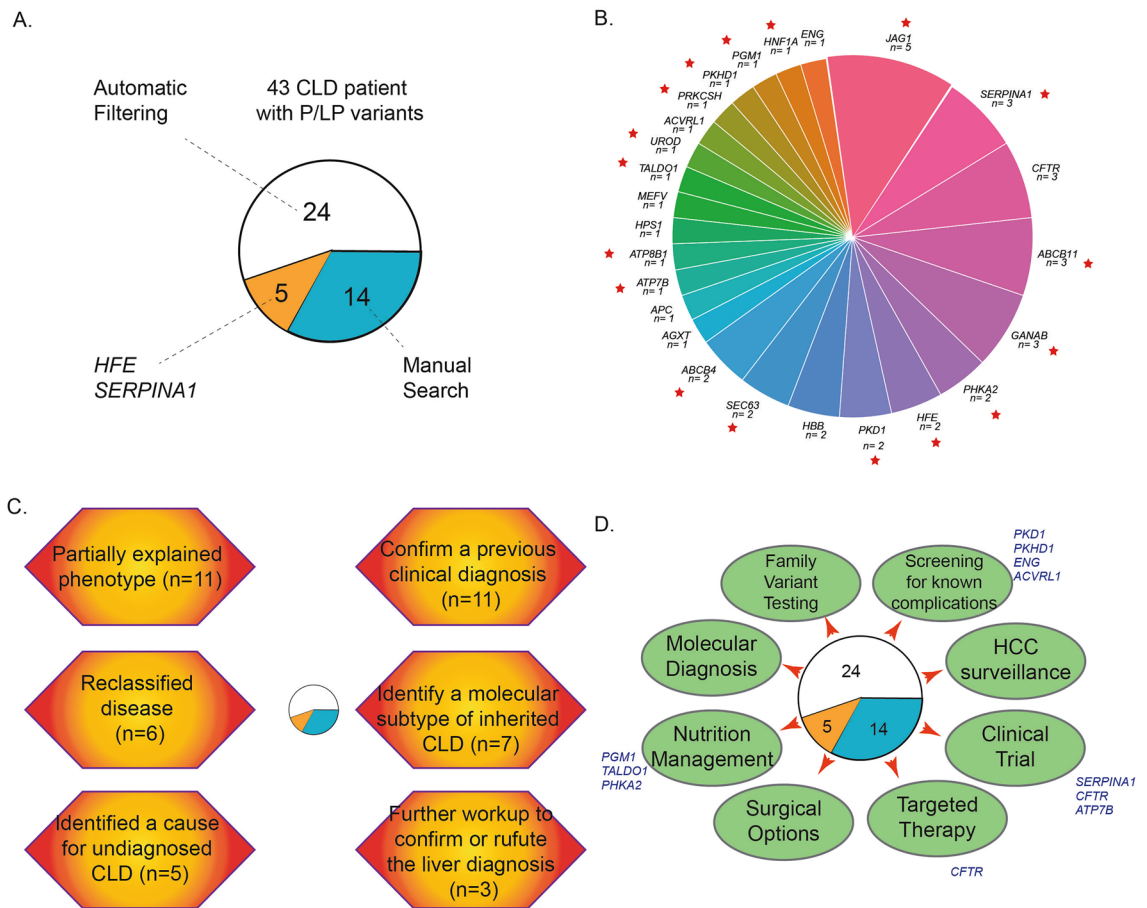 A.
Automatic
Filtering
43 CLD patient
with P/LP variants
24
5
14
HFE
SERPINA1
Manual
Search
B.
JAG1
n= 5
SERPINA1
n= 3
CFTR
n= 3
ABCB11
n= 3
GANAB
n= 3
PHKA2
n= 2
HFE
n= 2
PKD1
n= 2
HBB
n= 2
SEC63
n= 2
ABCB4
n= 2
AGXT
n= 1
APC
n= 1
ATP7B
n= 1
ATP8B1
n= 1
HPS1
n= 1
MEFV
n= 1
TALDO1
n= 1
UROD
n= 1
ACVRL1
n= 1
PRKCSH
n= 1
PKHD1
n= 1
PGM1
n= 1
HNF1A
n= 1
ENG
n= 1
C.
Partially explained
phenotype (n=11)
Confirm a previous
clinical diagnosis
(n=11)
Reclassified
disease
(n=6)
Identify a molecular
subtype of inherited
CLD (n=7)
Identified a cause
for undiagnosed
CLD (n=5)
Further workup to
confirm or rufute
the liver diagnosis
(n=3)
D.
Family
Variant
Testing
Screening
for known
complications
PKD1
PKHD1
ENG
ACVRL1
Molecular
Diagnosis
HCC
surveillance
24
5
14
Nutrition
Management
PGM1
TALDO1
PHKA2
Clinical
Trial
SERPINA1
CFTR
ATP7B
Surgical
Options
Targeted
Therapy
CFTR